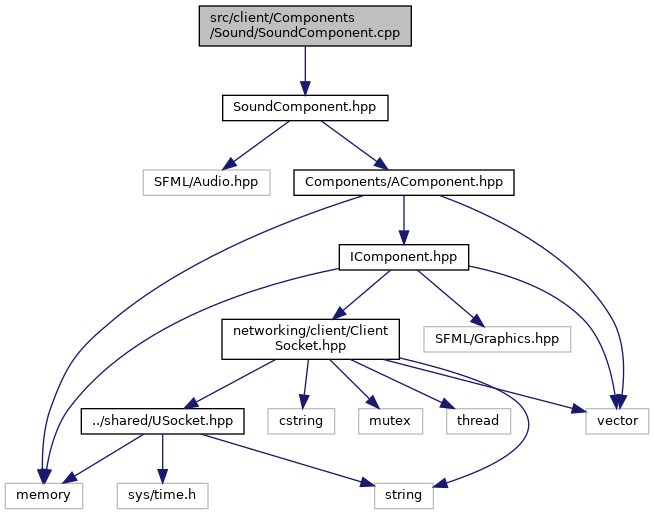 src/client/Components
/Sound/SoundComponent.cpp
SoundComponent.hpp
SFML/Audio.hpp
Components/AComponent.hpp
IComponent.hpp
networking/client/Client
Socket.hpp
SFML/Graphics.hpp
../shared/USocket.hpp
cstring
mutex
thread
vector
memory
sys/time.h
string